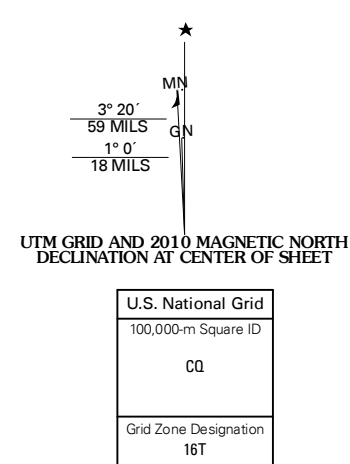 MN
3° 20´
59 MILS
GN
1° 0´
18 MILS
UTM GRID AND 2010 MAGNETIC NORTH
DECLINATION AT CENTER OF SHEET
U.S. National Grid
100,000-m Square ID
CQ
Grid Zone Designation
16T